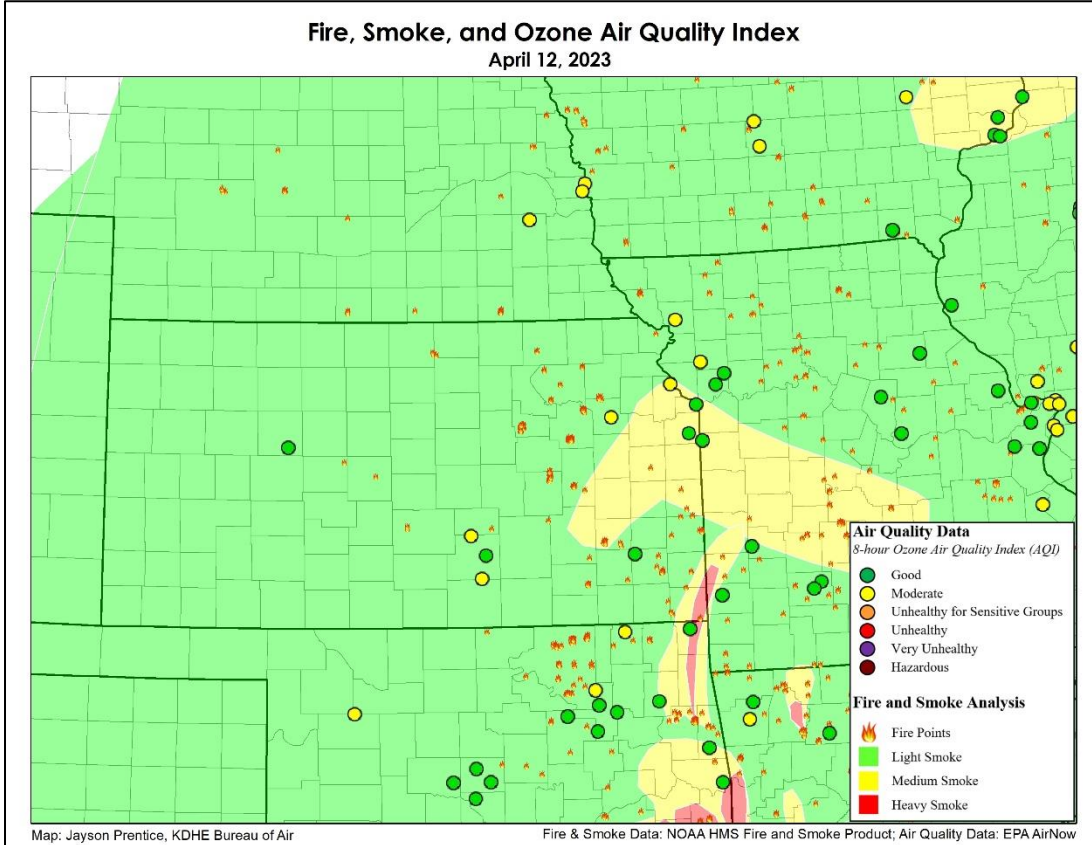 Fire, Smoke, and Ozone Air Quality Index
April 12, 2023
Air Quality Data
8-hour Ozone Air Quality Index (AQI)
Good
Moderate
Unhealthy for Sensitive Groups
Unhealthy
Very Unhealthy
Hazardous
Fire and Smoke Analysis
Fire Points
Light Smoke
Medium Smoke
Heavy Smoke
Map: Jayson Prentice, KDHE Bureau of Air
Fire & Smoke Data: NOAA HMS Fire and Smoke Product; Air Quality Data: EPA AirNow